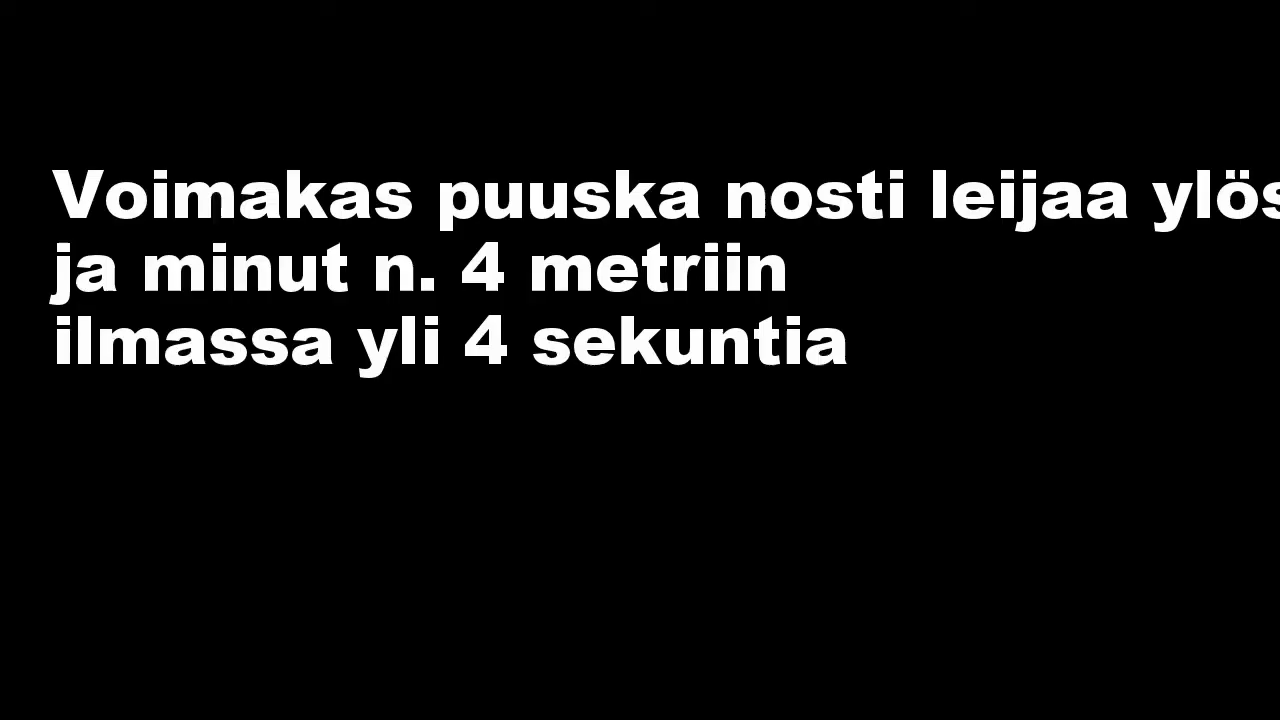 Voimakas puuska nosti leijaa ylös
ja minut n. 4 metriin
ilmassa yli 4 sekuntia